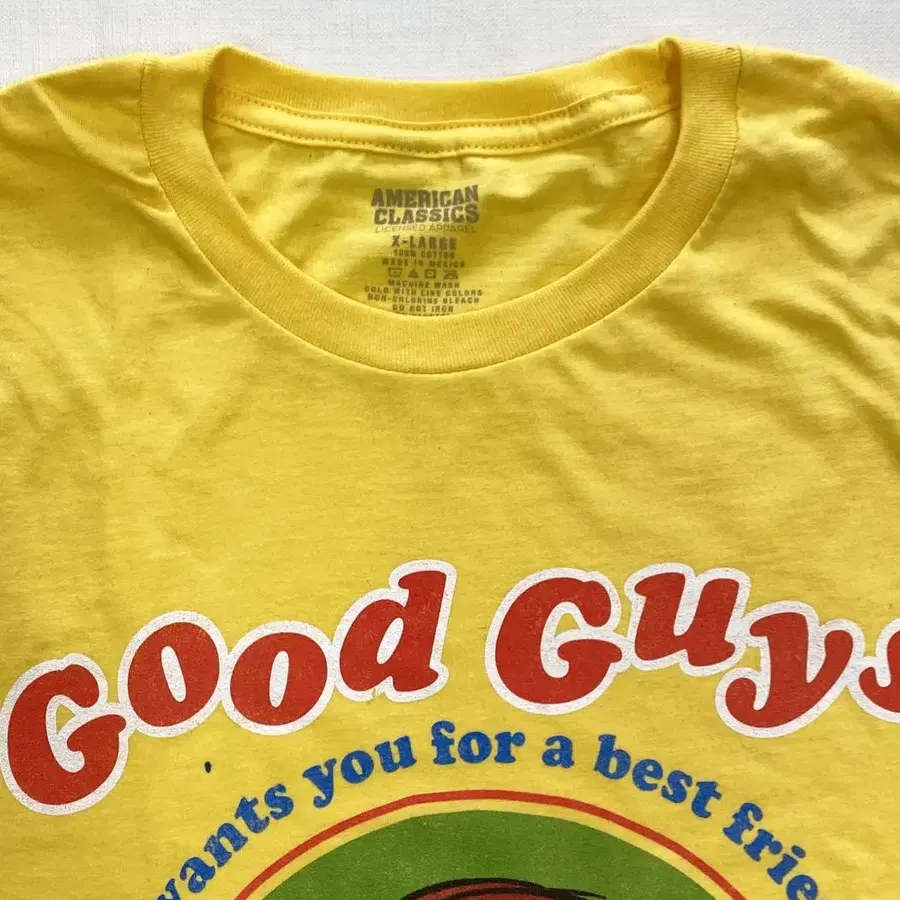 AMERICAN
CLASSICS
LICENSED APPAREL
X-LARGE
100% COTTON
MADE IN MEXICO
MACHINE WASH
COLD WITH LIKE COLORS
NON-CHLORINE BLEACH
DO NOT IRON
Good Guys
wants you for a best frie